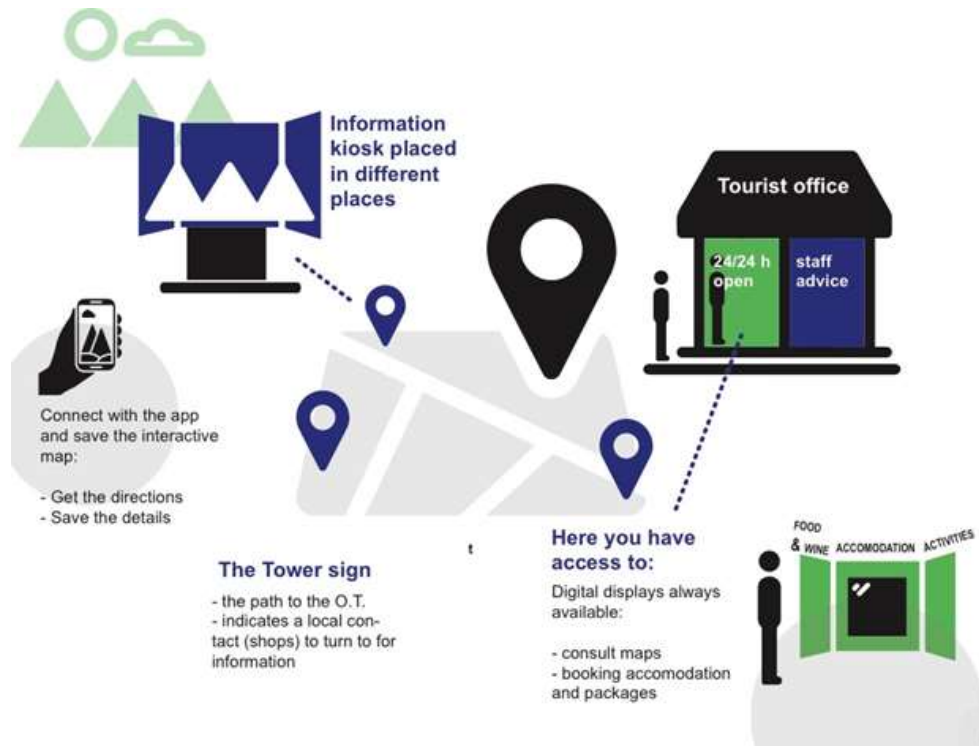 Information
kiosk placed
in different
places
Tourist office
24/24 h
open
staff
advice
Connect with the app
and save the interactive
map:
- Get the directions
- Save the details
The Tower sign
- the path to the O.T.
- indicates a local con-
tact (shops) to turn to for
information
t
Here you have
access to:
Digital displays always
available:
- consult maps
- booking accomodation
and packages
FOOD
& WINE
ACCOMODATION
ACTIVITIES